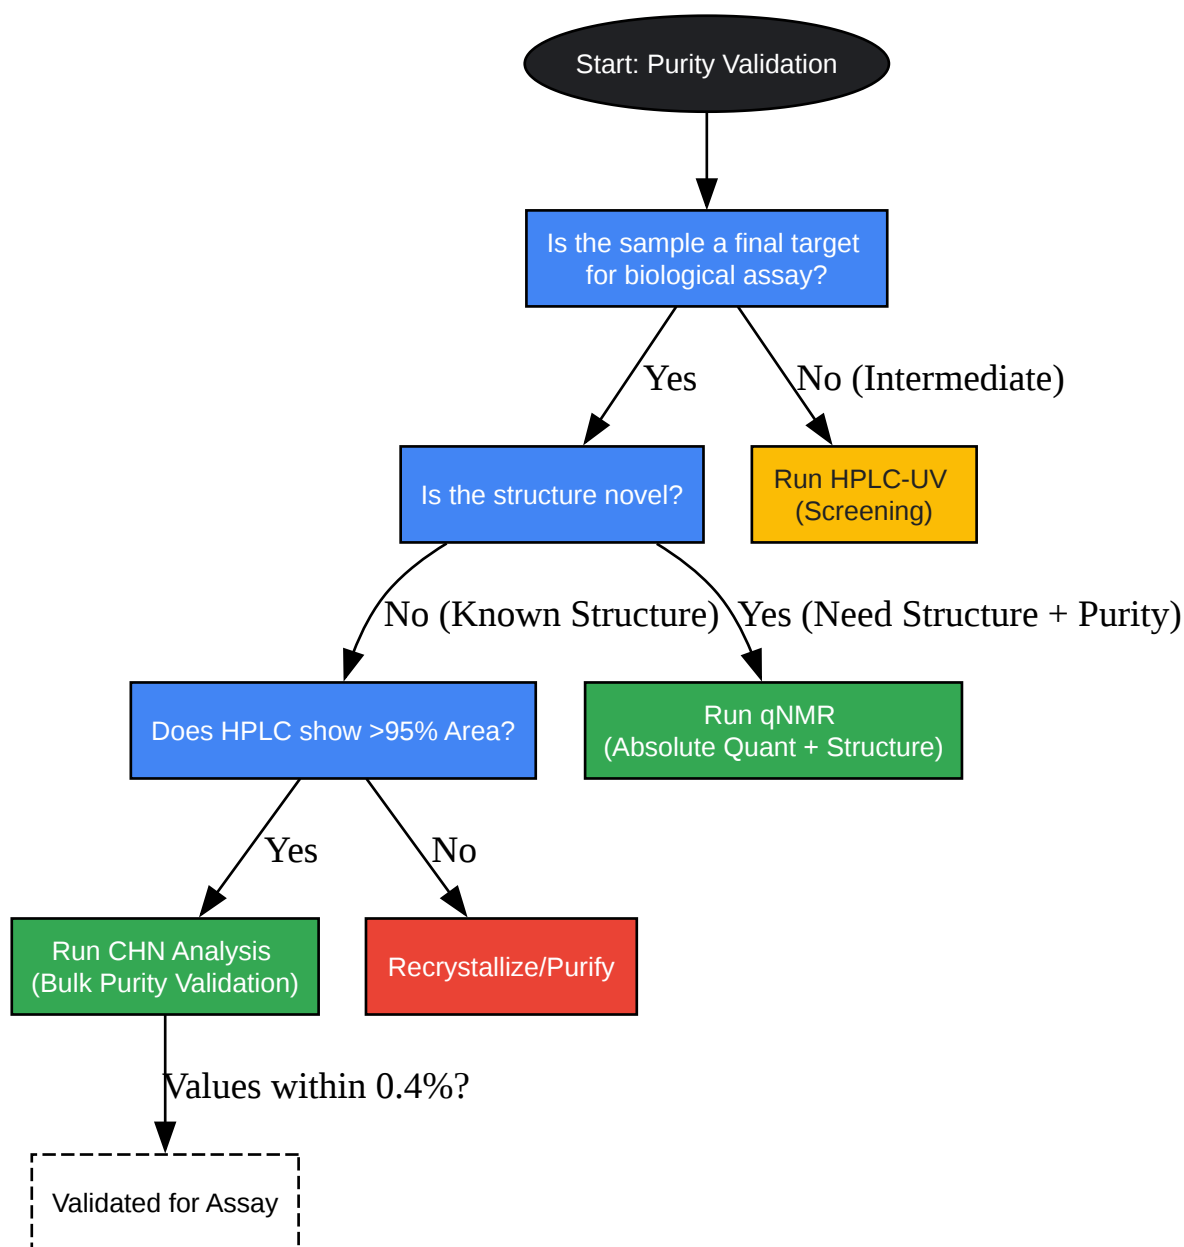 Start: Purity Validation
Is the sample a final target
for biological assay?
Yes
No (Intermediate)
Is the structure novel?
Run HPLC-UV
(Screening)
No (Known Structure)
Yes (Need Structure + Purity)
Does HPLC show >95% Area?
Run qNMR
(Absolute Quant + Structure)
Yes
No
Run CHN Analysis
(Bulk Purity Validation)
Recrystallize/Purify
Values within 0.4%?
Validated for Assay